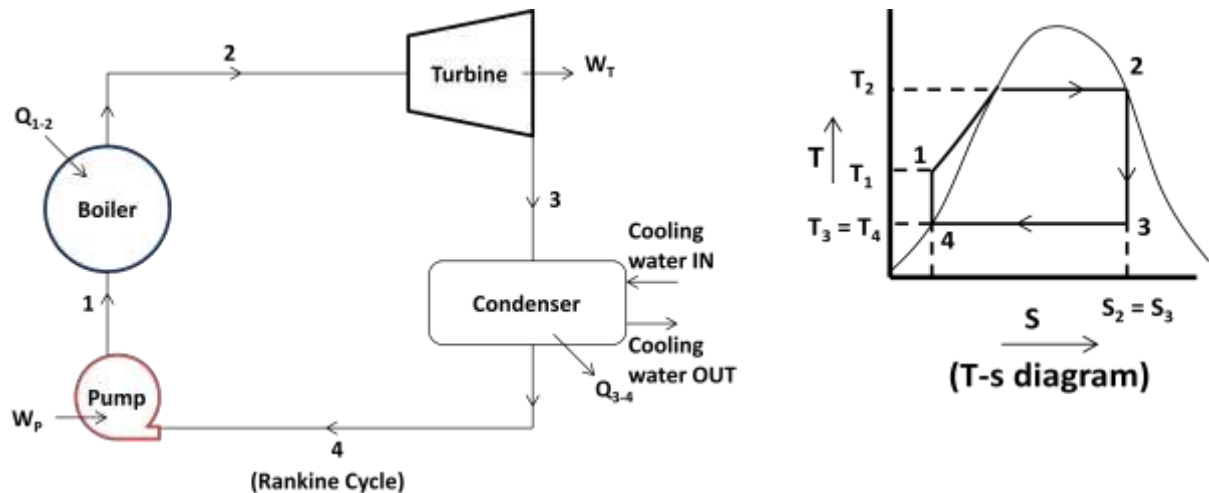 2
Turbine
W_T
Q_1-2
Boiler
3
Cooling
water IN
Condenser
1
Cooling
water OUT
Q_3-4
Pump
W_P
4
(Rankine Cycle)
2
T_2
1
T
T_1
T_3 = T_4
4
3
S
S_2 = S_3
(T-s diagram)